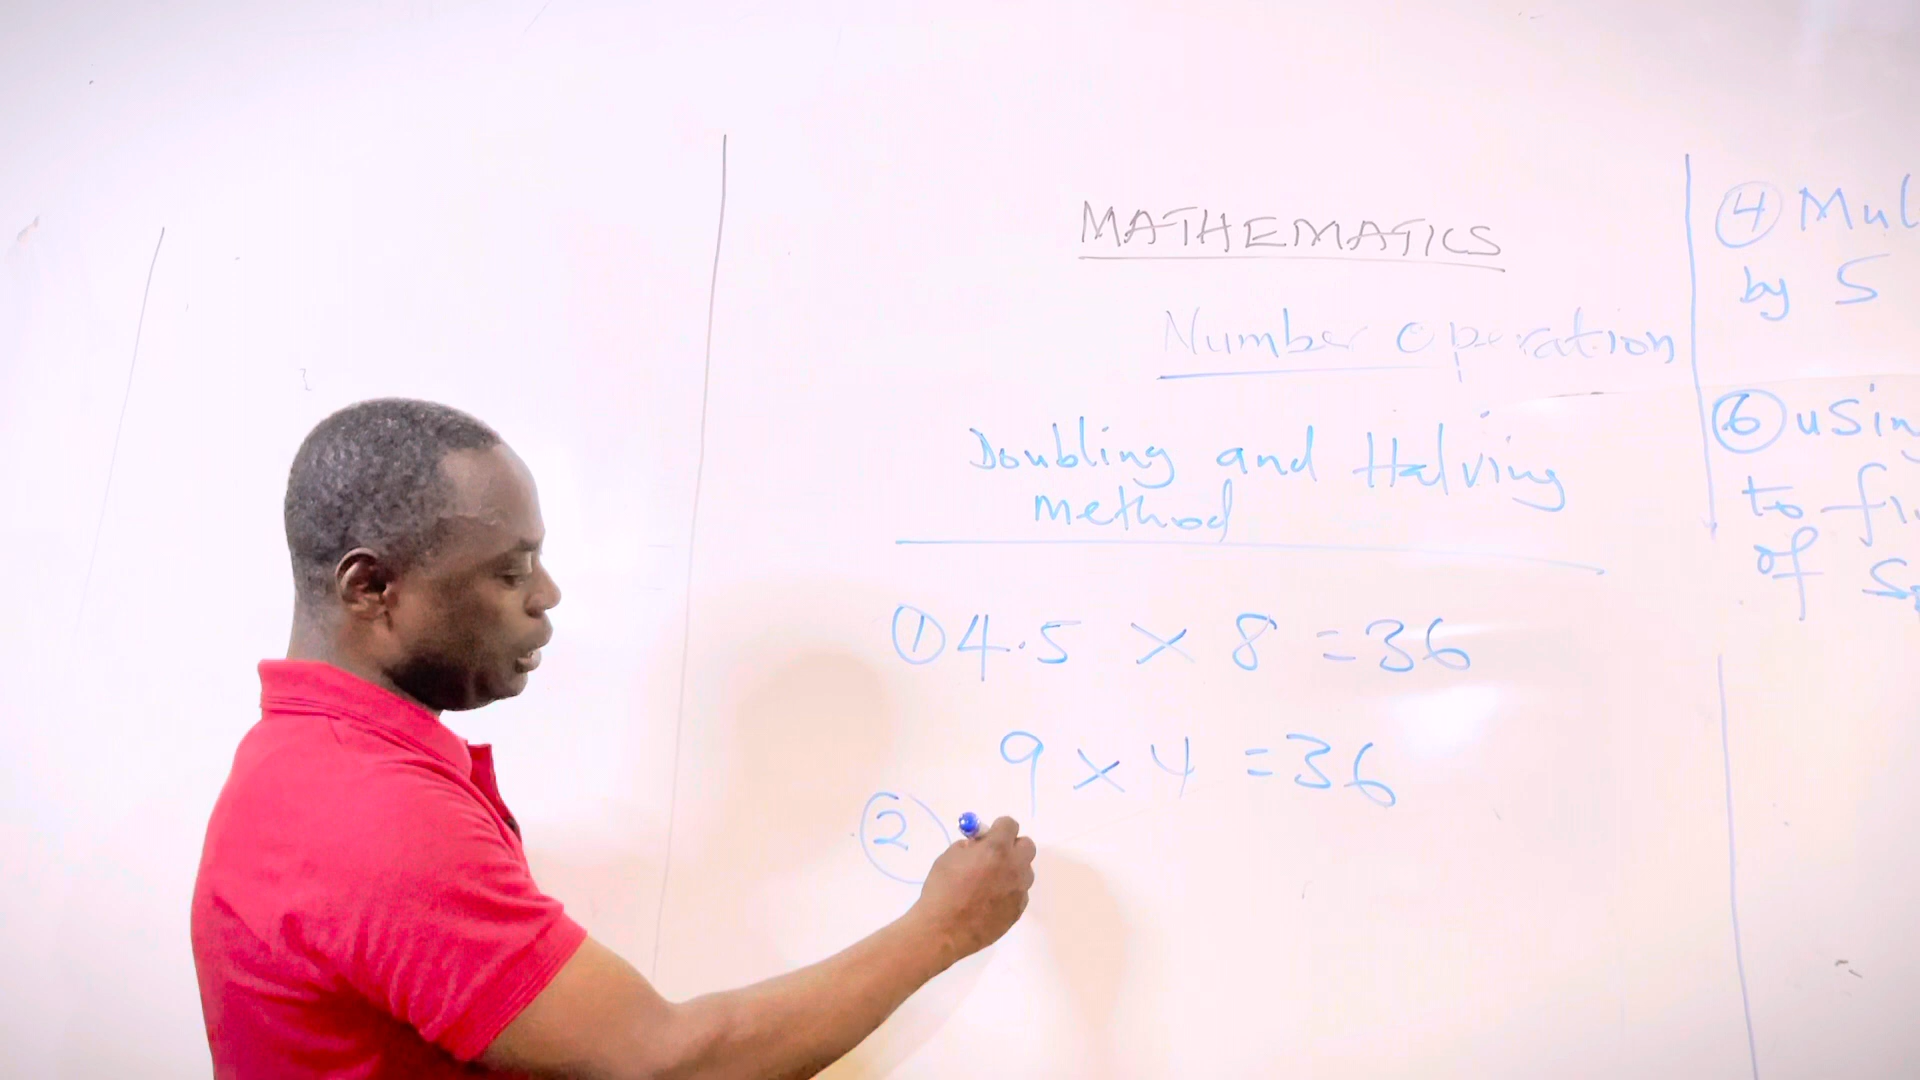 MATHEMATICS
Number operation
Doubling and Halving
method
① 4.5 × 8 = 36
9 × 4 = 36
②
④ Mul
by 5
⑥ using
to fi
of